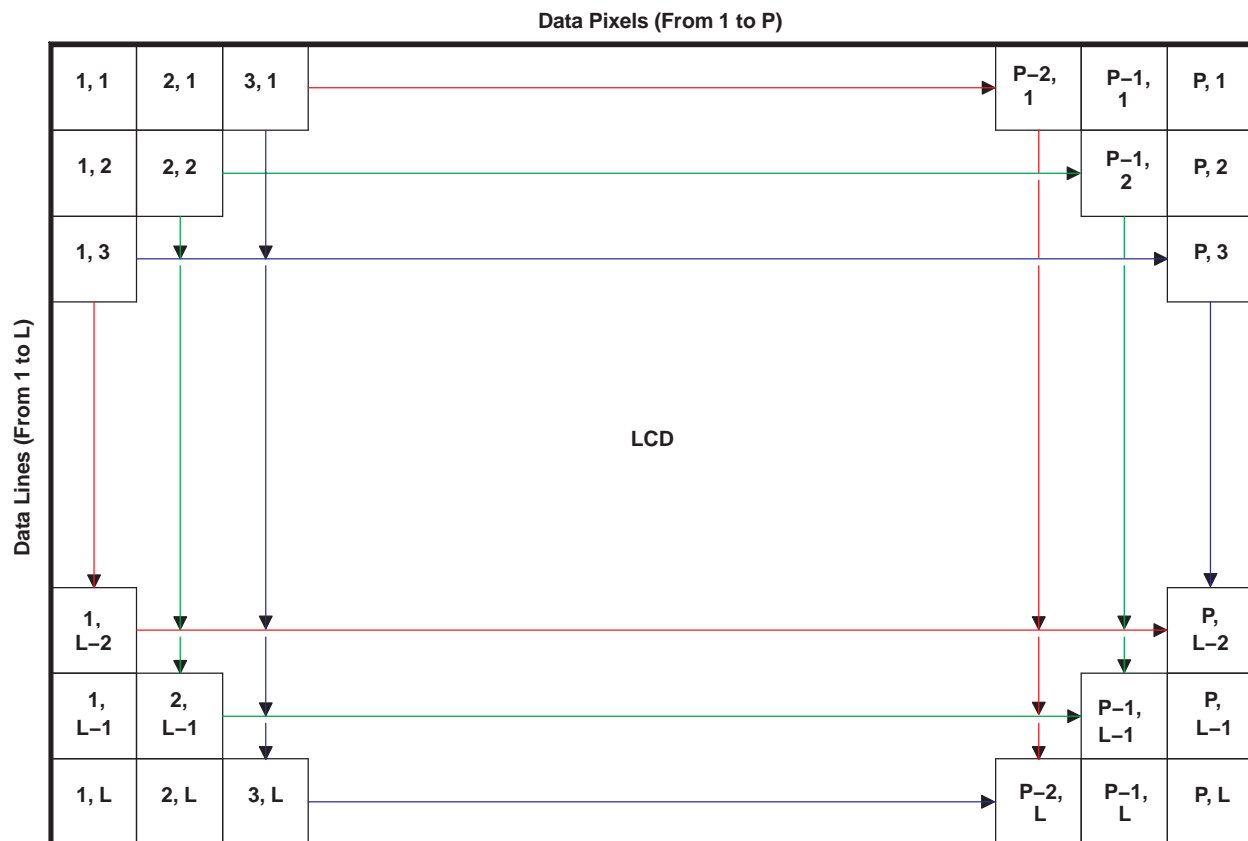 Data Pixels (From 1 to P)
Data Lines (From 1 to L)
1, 1
2, 1
3, 1
P−2,
1
P−1,
1
P, 1
1, 2
2, 2
P−1,
2
P, 2
1, 3
P, 3
LCD
1,
L−2
P,
L−2
1,
L−1
2,
L−1
P−1,
L−1
P,
L−1
1, L
2, L
3, L
P−2,
L
P−1,
L
P, L